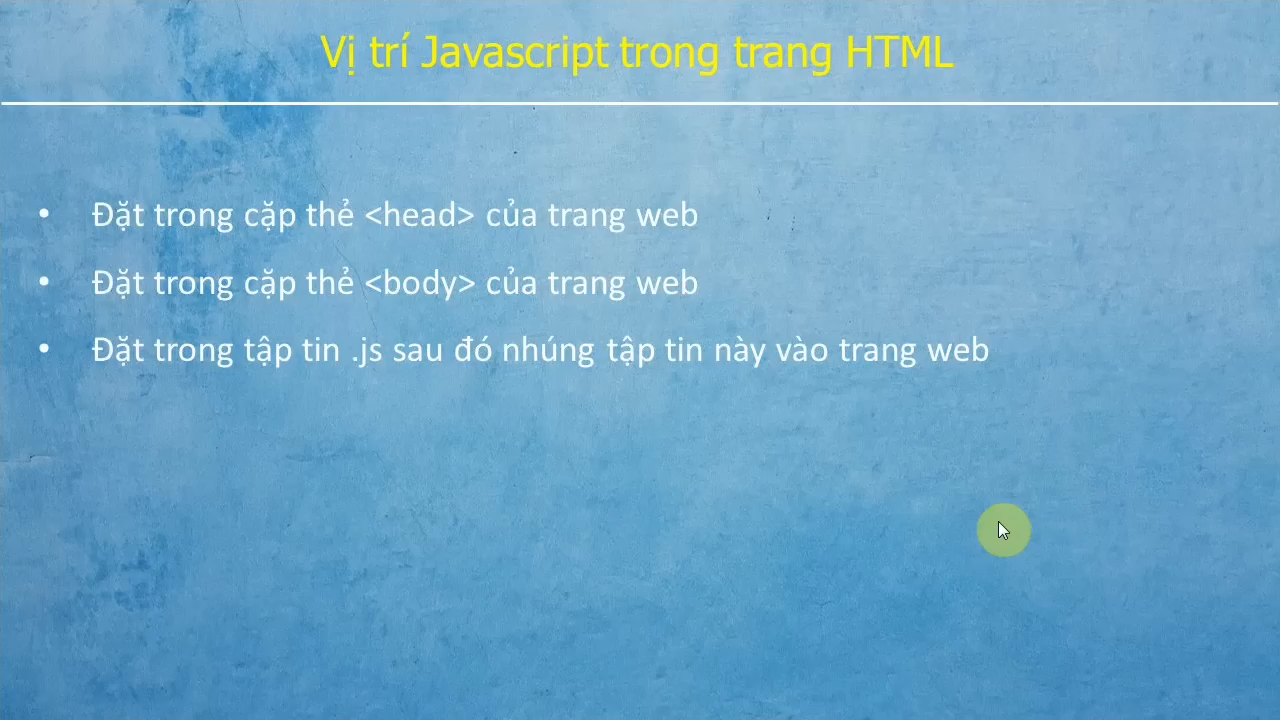 Vị trí Javascript trong trang HTML
• Đặt trong cặp thẻ <head> của trang web
• Đặt trong cặp thẻ <body> của trang web
• Đặt trong tập tin .js sau đó nhúng tập tin này vào trang web